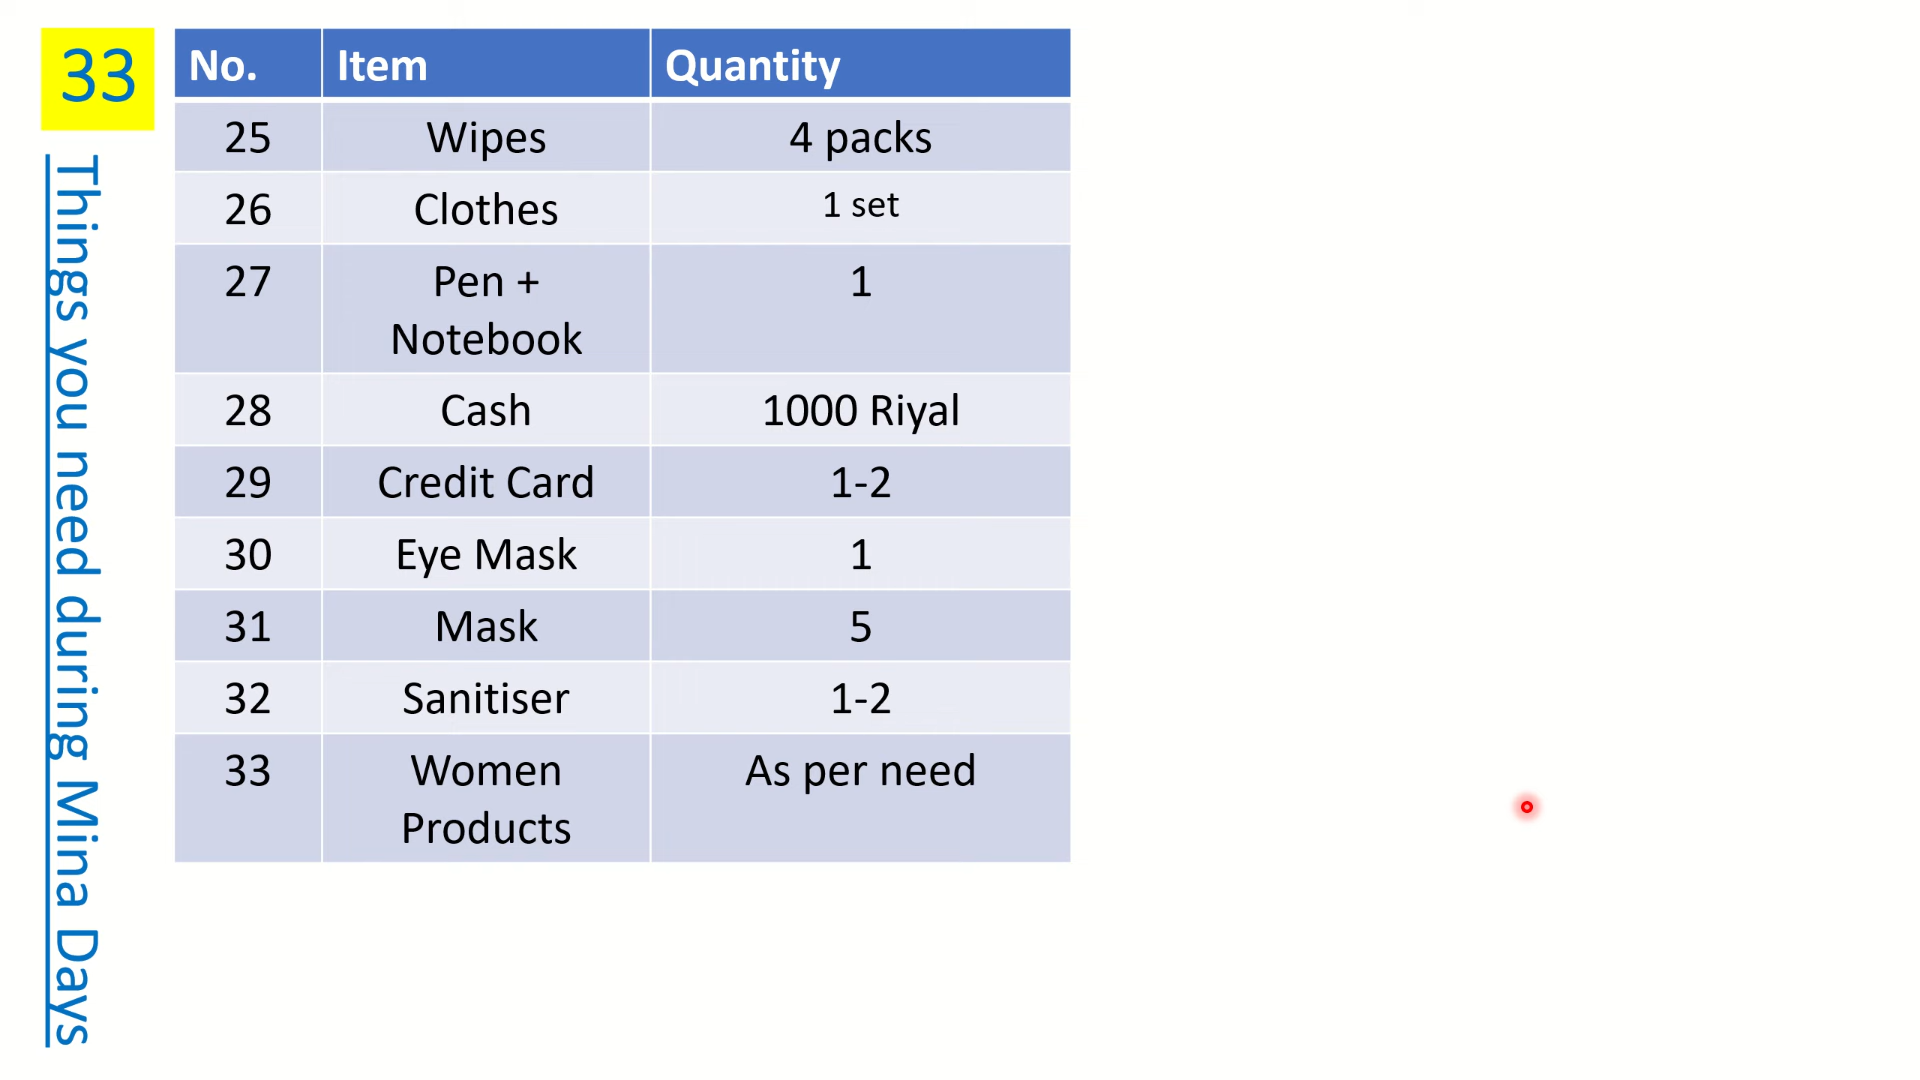 33
Things you need during Mina Days
No. Item Quantity
25 Wipes 4 packs
26 Clothes 1 set
27 Pen + 1
Notebook
28 Cash 1000 Riyal
29 Credit Card 1-2
30 Eye Mask 1
31 Mask 5
32 Sanitiser 1-2
33 Women As per need
Products